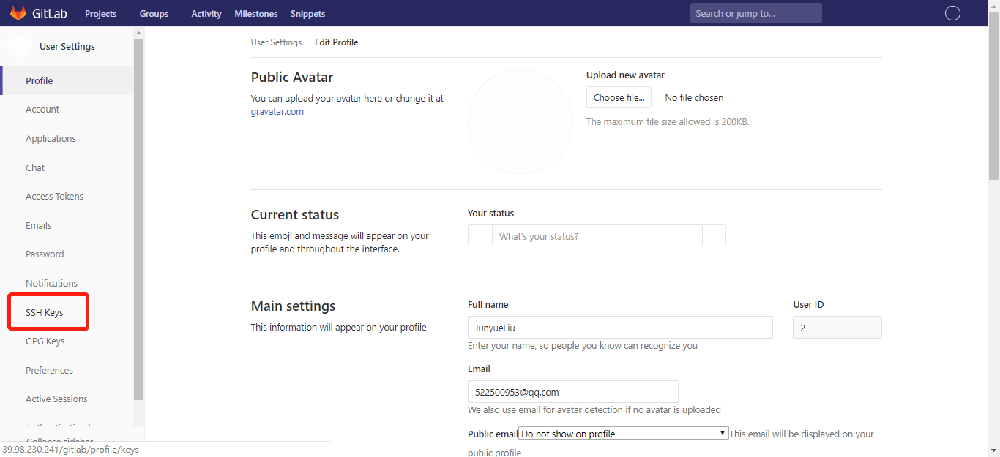 GitLab Projects Groups Activity Milestones Snippets Search or jump to...
User Settings
Profile
Account
Applications
Chat
Access Tokens
Emails
Password
Notifications
SSH Keys
GPG Keys
Preferences
Active Sessions
Collapse sidebar
39.98.230.241/gitlab/profile/keys
User Settings Edit Profile
Public Avatar
You can upload your avatar here or change it at
gravatar.com
Upload new avatar
Choose file... No file chosen
The maximum file size allowed is 200KB.
Current status
This emoji and message will appear on your
profile and throughout the interface.
Your status
What's your status?
Main settings
This information will appear on your profile
Full name
JunyueLiu
Enter your name, so people you know can recognize you
User ID
2
Email
522500953@qq.com
We also use email for avatar detection if no avatar is uploaded
Public email Do not show on profile This email will be displayed on your
public profile